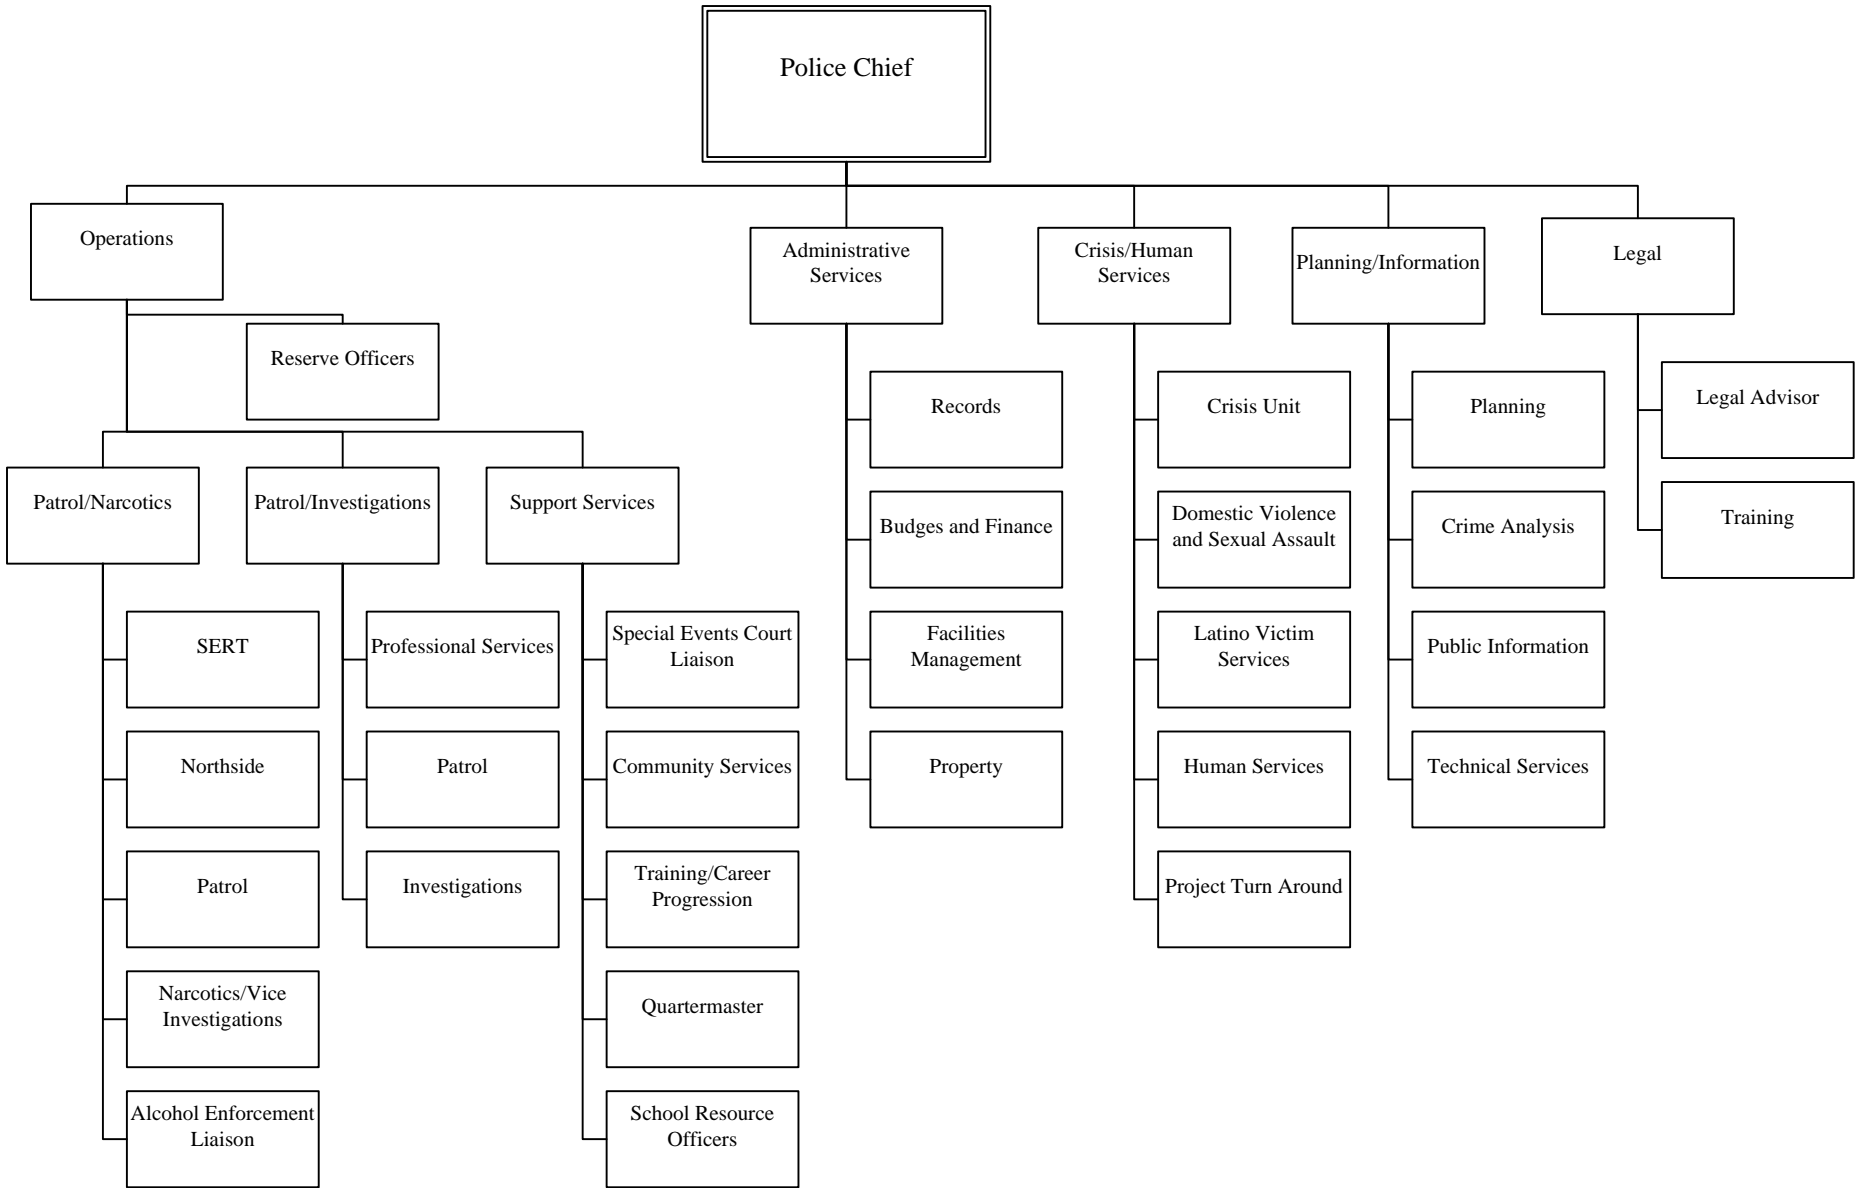 Police Chief
Operations
Administrative
Services
Crisis/Human
Services
Planning/Information
Legal
Reserve Officers
Patrol/Narcotics
Patrol/Investigations
Support Services
SERT
Northside
Patrol
Narcotics/Vice
Investigations
Alcohol Enforcement
Liaison
Professional Services
Patrol
Investigations
Special Events Court
Liaison
Community Services
Training/Career
Progression
Quartermaster
School Resource
Officers
Records
Budges and Finance
Facilities
Management
Property
Crisis Unit
Domestic Violence
and Sexual Assault
Latino Victim
Services
Human Services
Project Turn Around
Planning
Crime Analysis
Public Information
Technical Services
Legal Advisor
Training